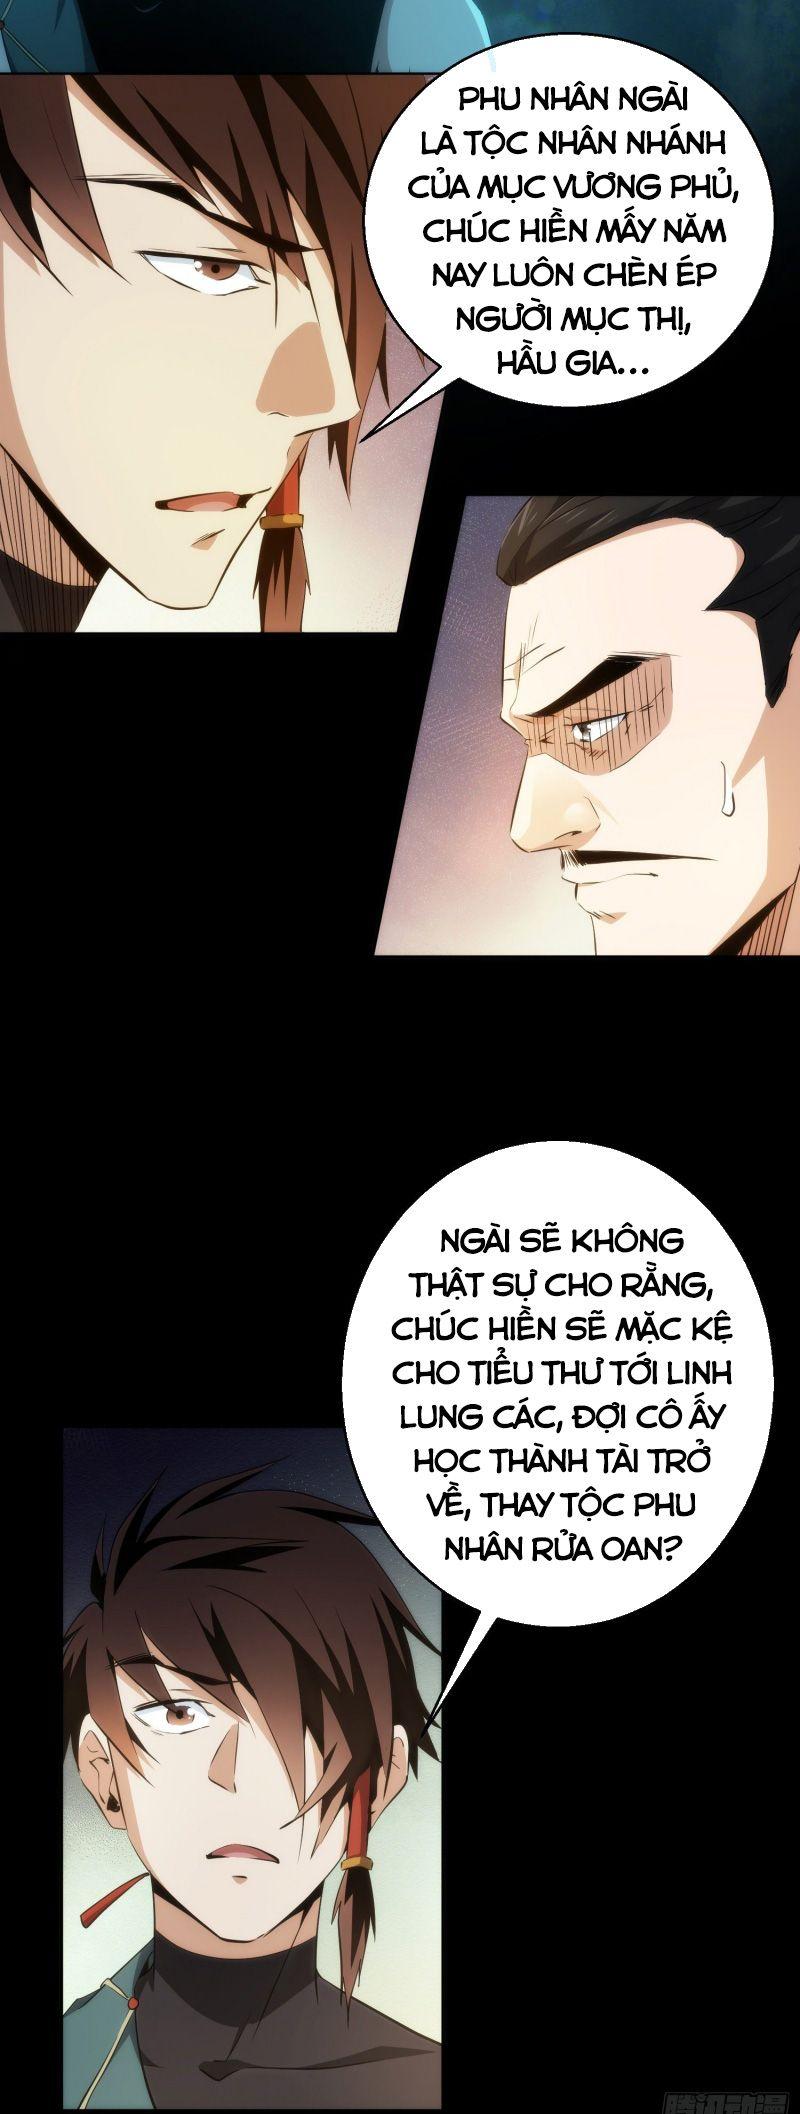 PHU NHÂN NGÀI
LÀ TỘC NHÂN NHÁNH
CỦA MỤC VƯƠNG PHỦ,
CHÚC HIỀN MẤY NĂM
NAY LUÔN CHÈN ÉP
NGƯỜI MỤC THỊ,
HẦU GIA...
NGÀI SẼ KHÔNG
THẬT SỰ CHO RẰNG,
CHÚC HIỀN SẼ MẶC KỆ
CHO TIỂU THƯ TỚI LINH
LUNG CÁC, ĐỢI CÔ ẤY
HỌC THÀNH TÀI TRỞ
VỀ, THAY TỘC PHU
NHÂN RỬA OAN?